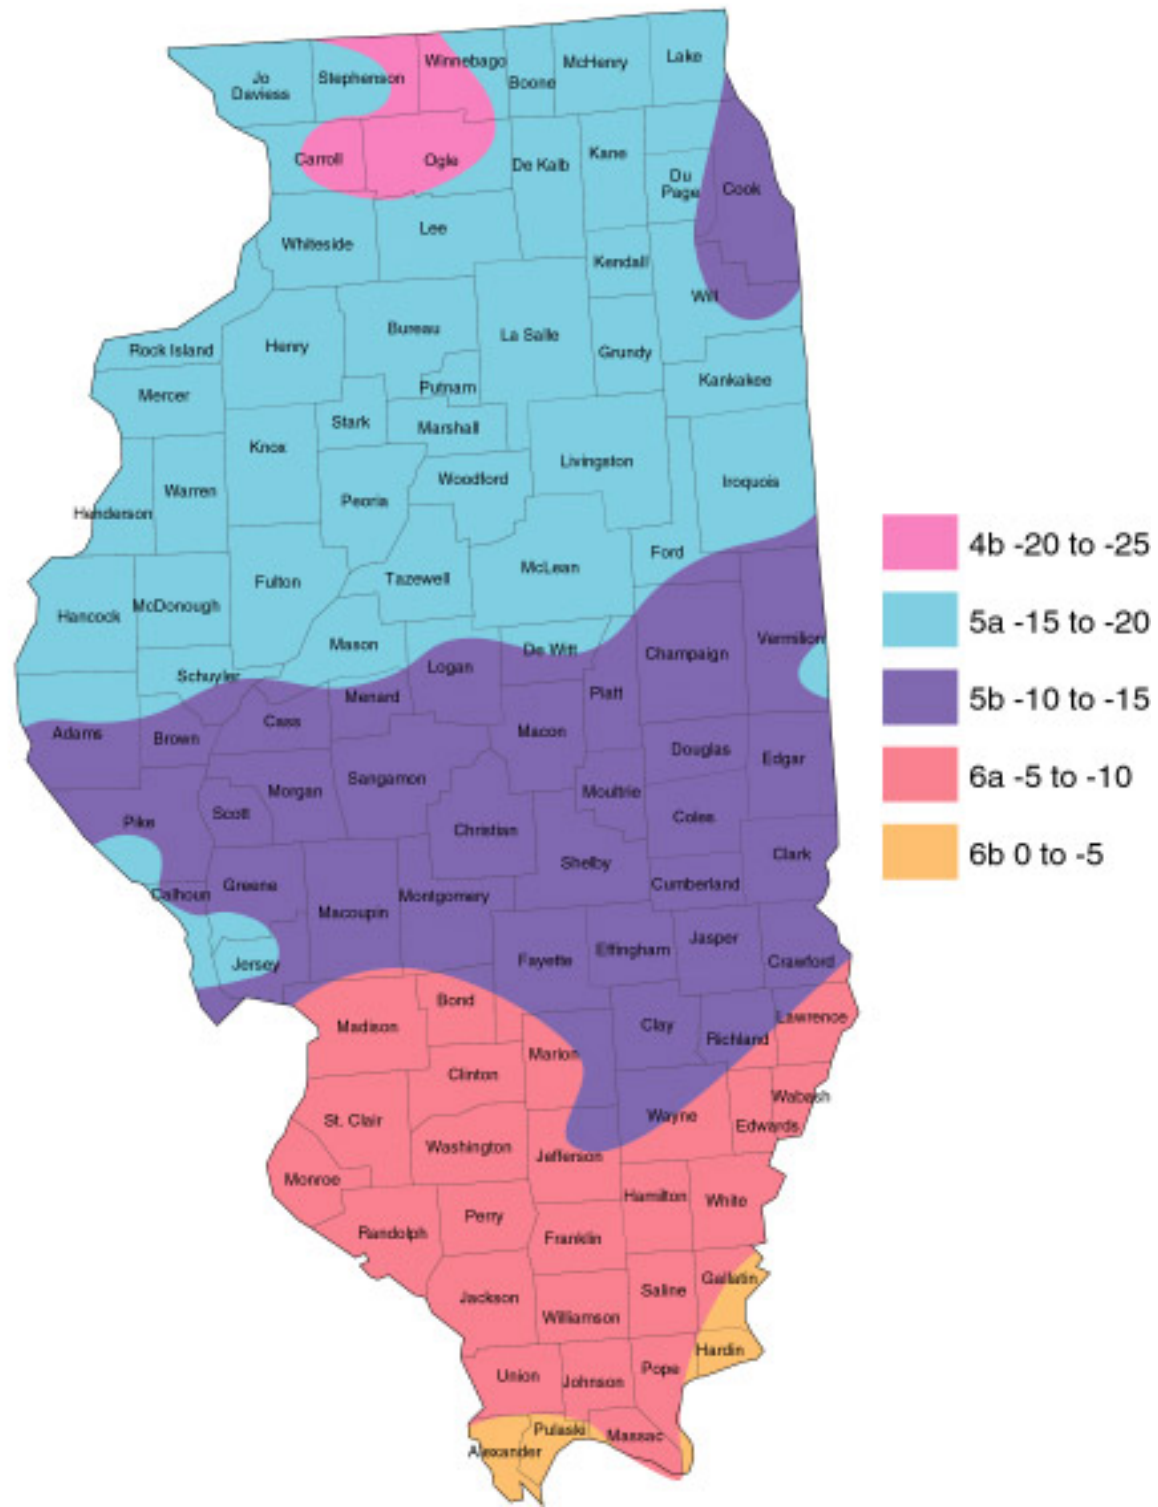 Jo
Daviess
Stephenson
Winnebago
Boone
McHenry
Lake
Carroll
Ogle
De Kalb
Kane
Du
Page
Cook
Whiteside
Lee
Kendall
Will
Rock Island
Henry
Bureau
La Salle
Grundy
Kankakee
Mercer
Putnam
Stark
Marshall
Knox
Livingston
Iroquois
Henderson
Warren
Peoria
Woodford
Ford
Hancock
McDonough
Fulton
Tazewell
McLean
Schuyler
Mason
Logan
De Witt
Champaign
Vermilion
Adams
Brown
Cass
Menard
Macon
Piatt
Douglas
Edgar
Pike
Scott
Morgan
Sangamon
Christian
Moultrie
Coles
Shelby
Clark
Calhoun
Greene
Macoupin
Montgomery
Cumberland
Jersey
Fayette
Effingham
Jasper
Crawford
Madison
Bond
Marion
Clay
Richland
Lawrence
Clinton
St. Clair
Washington
Jefferson
Wayne
Edwards
Wabash
Monroe
Randolph
Perry
Franklin
Hamilton
White
Jackson
Williamson
Saline
Gallatin
Union
Johnson
Pope
Hardin
Alexander
Pulaski
Massac
4b -20 to -25
5a -15 to -20
5b -10 to -15
6a -5 to -10
6b 0 to -5